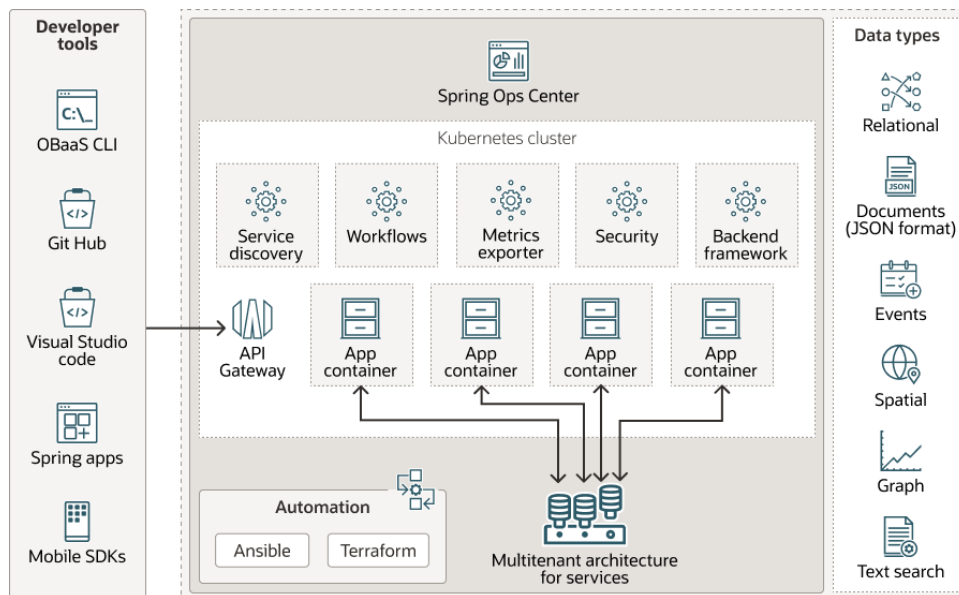 Developer
tools
C:\_
OBaaS CLI
</>
Git Hub
</>
Visual Studio
code
Spring apps
Mobile SDKs
Spring Ops Center
Kubernetes cluster
Service
discovery
Workflows
Metrics
exporter
Security
Backend
framework
API
Gateway
App
container
App
container
App
container
App
container
Automation
Ansible
Terraform
Multitenant architecture
for services
Data types
Relational
JSON
Documents
(JSON format)
Events
Spatial
Graph
Text search